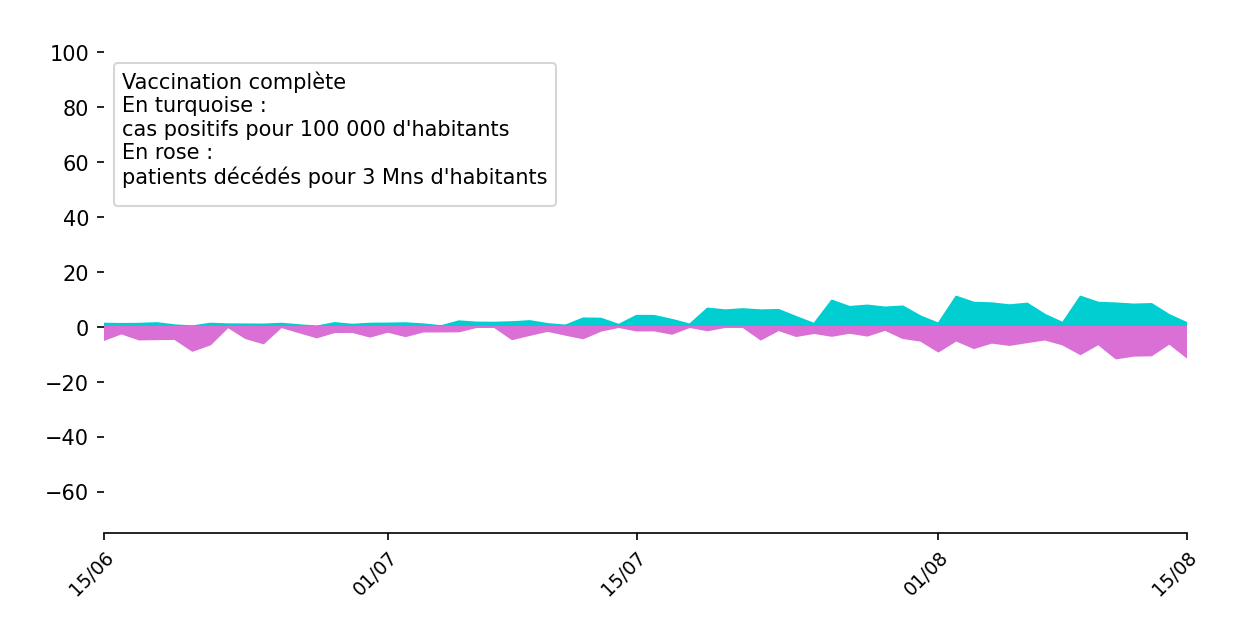 100
80
60
40
20
0
−20
−40
−60
Vaccination complète
En turquoise :
cas positifs pour 100 000 d'habitants
En rose :
patients décédés pour 3 Mns d'habitants
15/06
01/07
15/07
01/08
15/08